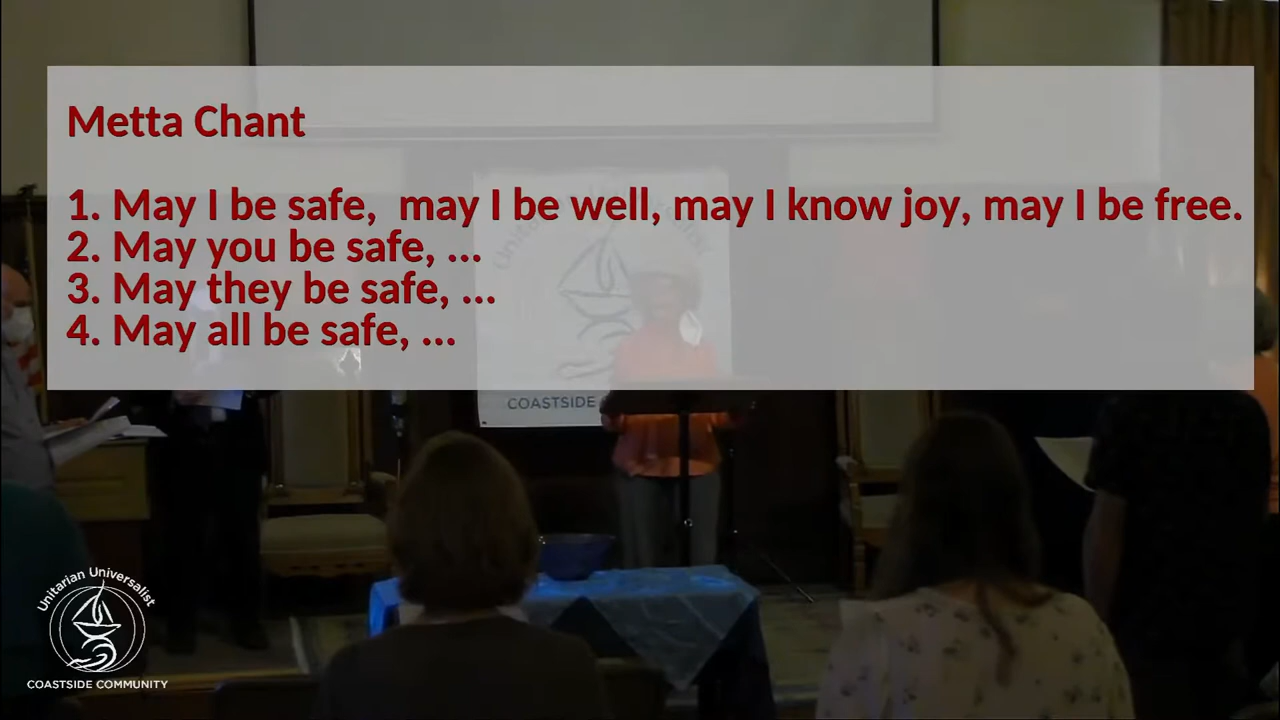 Metta Chant
1. May I be safe,  may I be well, may I know joy, may I be free.
2. May you be safe, ...
3. May they be safe, ...
4. May all be safe, ...
COASTSIDE
Unitarian Universalist
COASTSIDE COMMUNITY